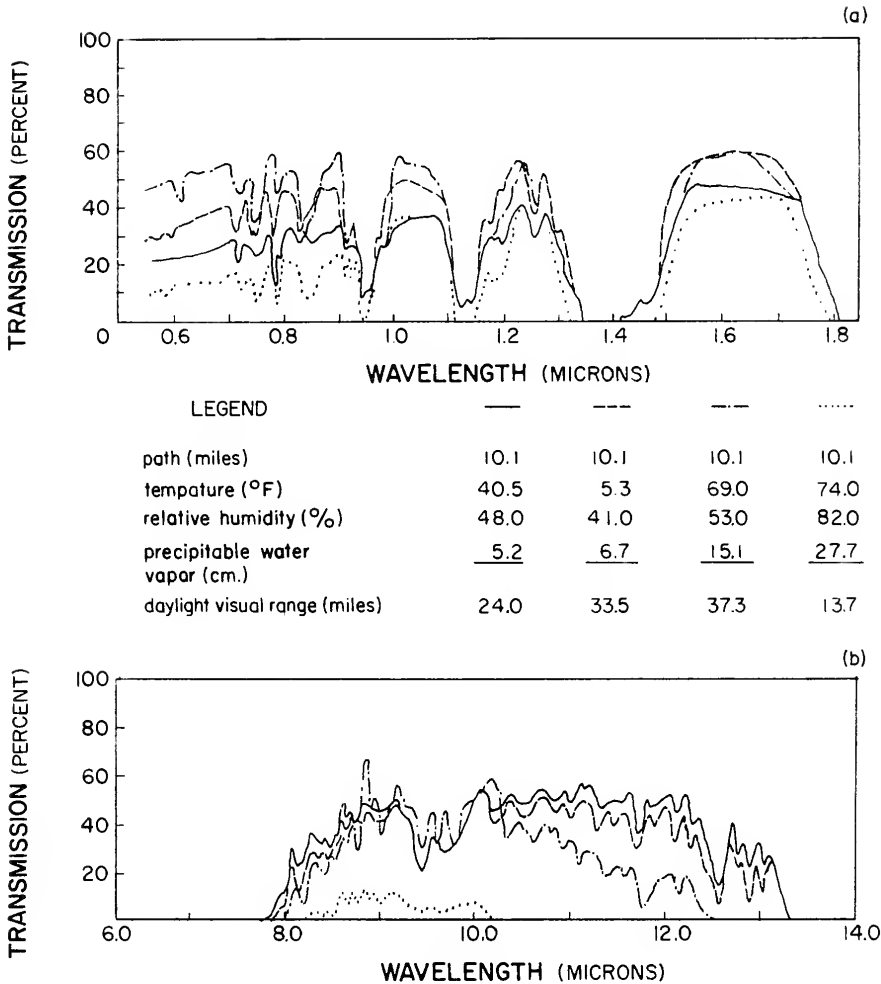 (a)
TRANSMISSION (PERCENT)
100
80
60
40
20
0 0.6 0.8 1.0 1.2 1.4 1.6 1.8
WAVELENGTH (MICRONS)
LEGEND
path (miles) 10.1 10.1 10.1 10.1
tempature (°F) 40.5 5.3 69.0 74.0
relative humidity (%) 48.0 41.0 53.0 82.0
precipitable water 5.2 6.7 15.1 27.7
vapor (cm.)
daylight visual range (miles) 24.0 33.5 37.3 13.7
(b)
TRANSMISSION (PERCENT)
100
80
60
40
20
6.0 8.0 10.0 12.0 14.0
WAVELENGTH (MICRONS)